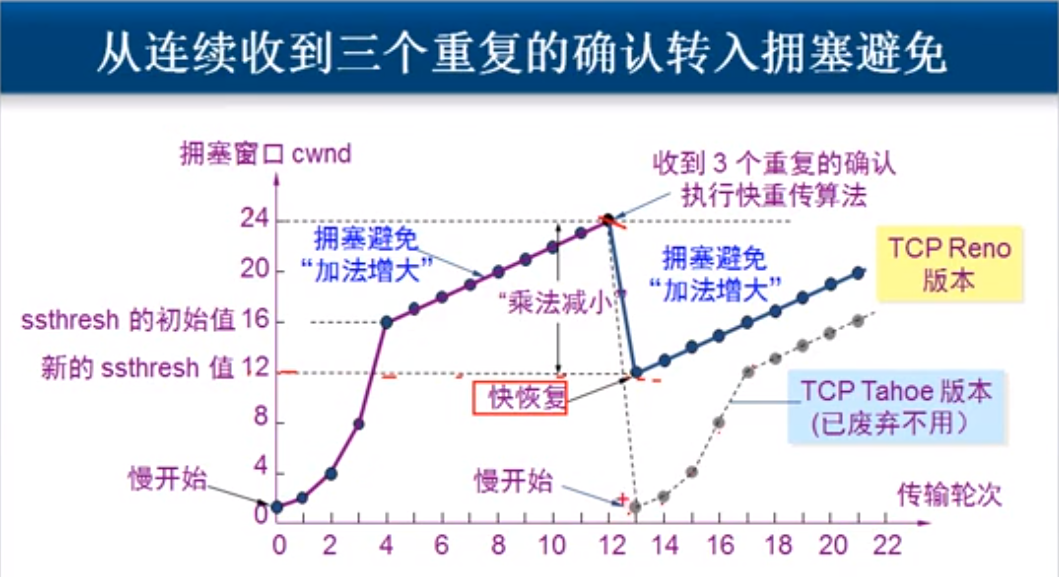 从连续收到三个重复的确认转入拥塞避免
拥塞窗口 cwnd
收到 3 个重复的确认
执行快重传算法
24
拥塞避免
“加法增大”
拥塞避免
“加法增大”
TCP Reno
版本
20
“乘法减小”
ssthresh 的初始值 16
新的 ssthresh 值 12
快恢复
TCP Tahoe 版本
(已废弃不用）
8
4
慢开始
慢开始
传输轮次
0
0 2 4 6 8 10 12 14 16 18 20 22